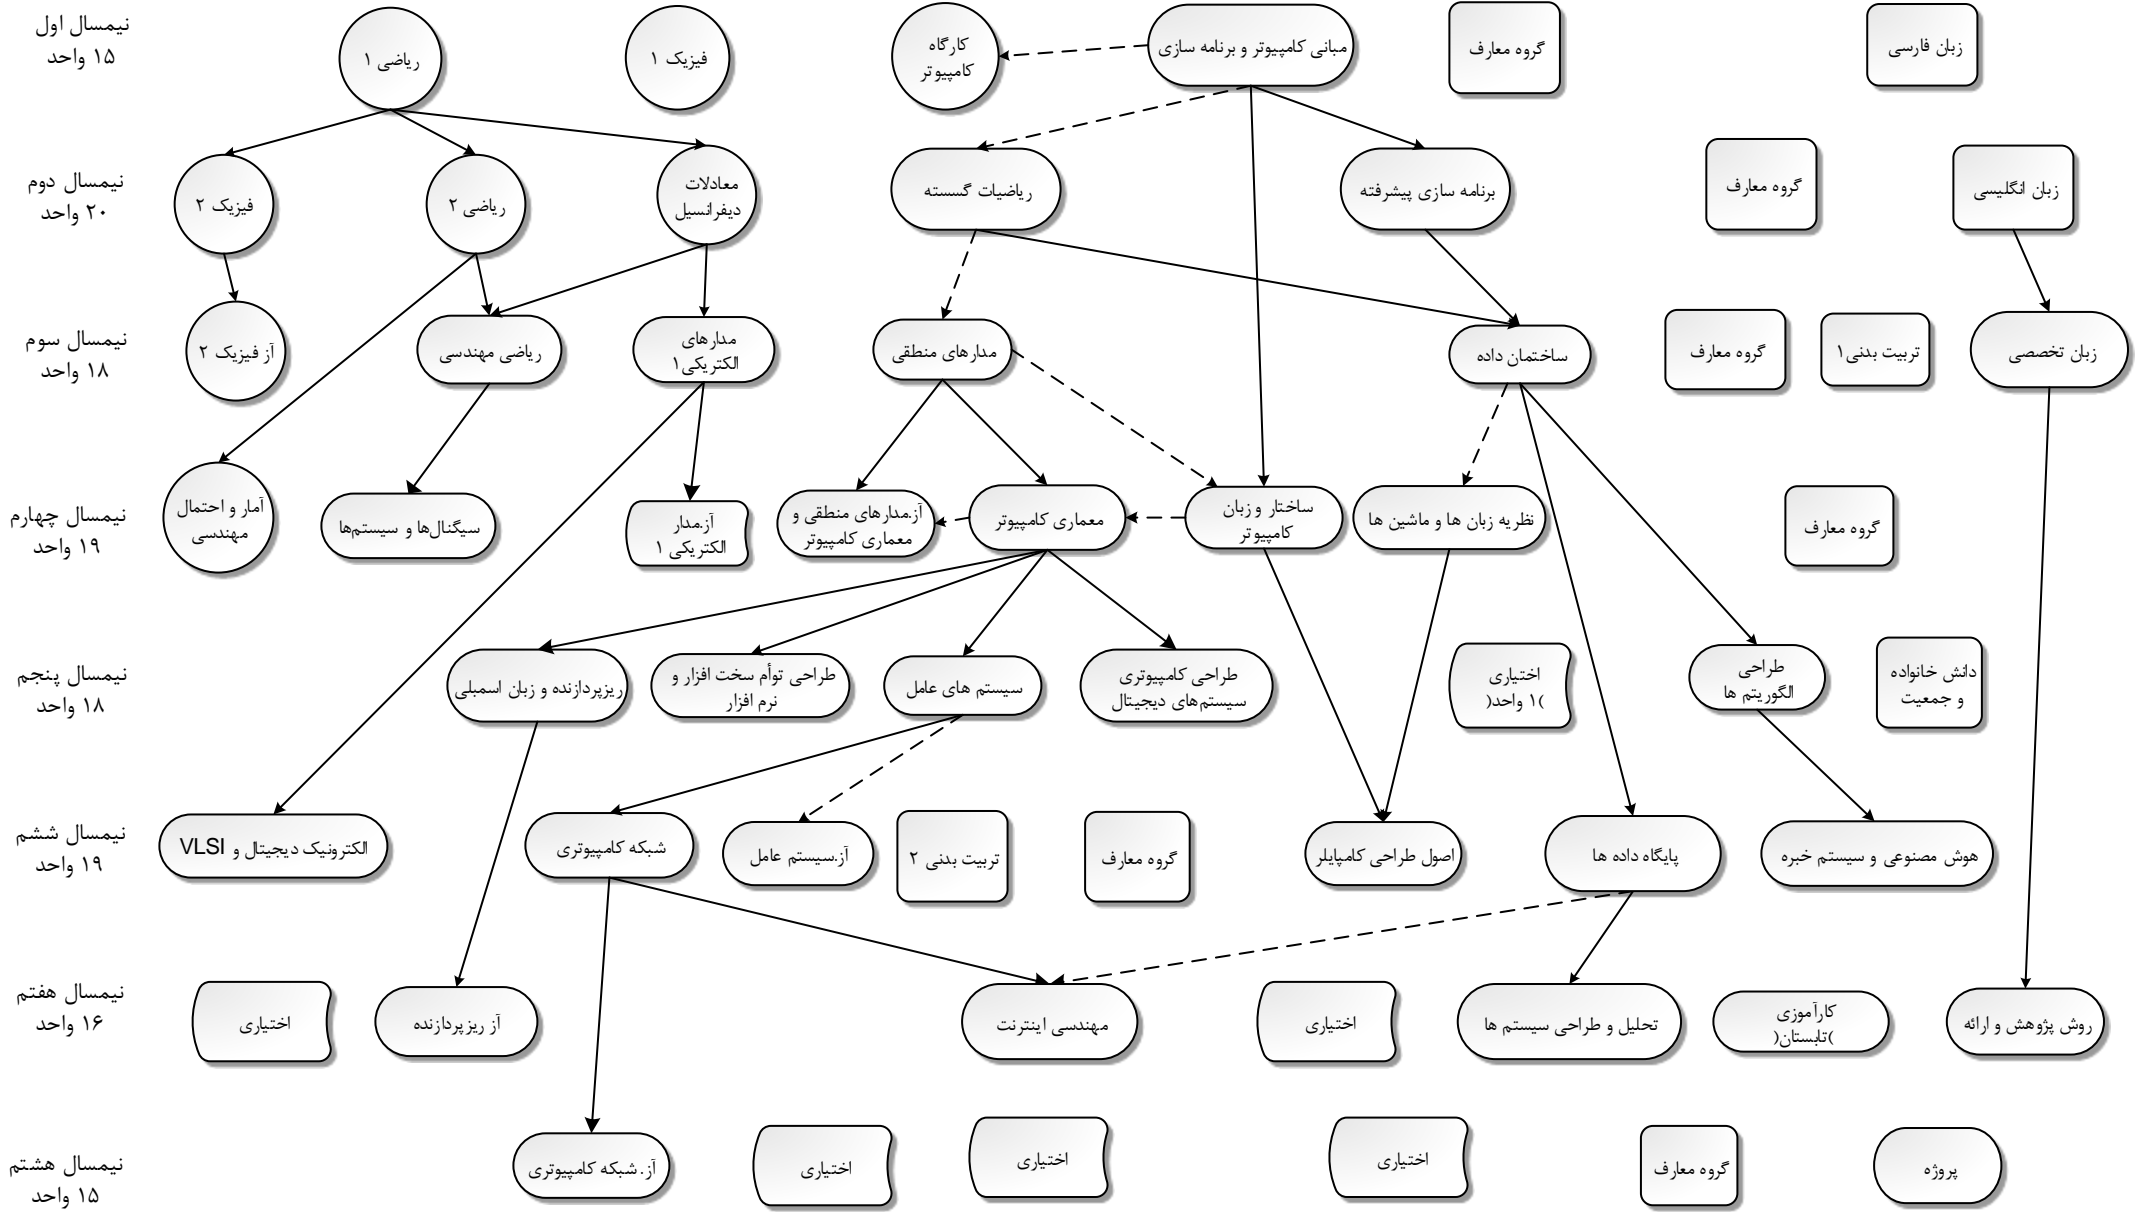 نیمسال اول
۱۵ واحد
ریاضی ۱
فیزیک ۱
کارگاه
کامپیوتر
مبانی کامپیوتر و برنامه سازی
گروه معارف
زبان فارسی
نیمسال دوم
۲۰ واحد
فیزیک ۲
ریاضی ۲
معادلات
دیفرانسیل
ریاضیات گسسته
برنامه سازی پیشرفته
گروه معارف
زبان انگلیسی
نیمسال سوم
۱۸ واحد
آز فیزیک ۲
ریاضی مهندسی
مدارهای
الکتریکی۱
مدارهای منطقی
ساختمان داده
گروه معارف
تربیت بدنی۱
زبان تخصصی
نیمسال چهارم
۱۹ واحد
آمار و احتمال
مهندسی
سیگنال‌ها و سیستم‌ها
آز.مدار
الکتریکی ۱
آز.مدارهای منطقی و
معماری کامپیوتر
معماری کامپیوتر
ساختار و زبان
کامپیوتر
نظریه زبان ها و ماشین ها
گروه معارف
نیمسال پنجم
۱۸ واحد
ریزپردازنده و زبان اسمبلی
طراحی توأم سخت افزار و
نرم افزار
سیستم های عامل
طراحی کامپیوتری
سیستم‌های دیجیتال
اختیاری
)۱ واحد(
طراحی
الگوریتم ها
دانش خانواده
و جمعیت
نیمسال ششم
۱۹ واحد
الکترونیک دیجیتال و VLSI
شبکه کامپیوتری
آز.سیستم عامل
تربیت بدنی ۲
گروه معارف
اصول طراحی کامپایلر
پایگاه داده ها
هوش مصنوعی و سیستم خبره
نیمسال هفتم
۱۶ واحد
اختیاری
آز ریزپردازنده
مهندسی اینترنت
اختیاری
تحلیل و طراحی سیستم ها
کارآموزی
)تابستان(
روش پژوهش و ارائه
نیمسال هشتم
۱۵ واحد
آز. شبکه کامپیوتری
اختیاری
اختیاری
اختیاری
گروه معارف
پروژه